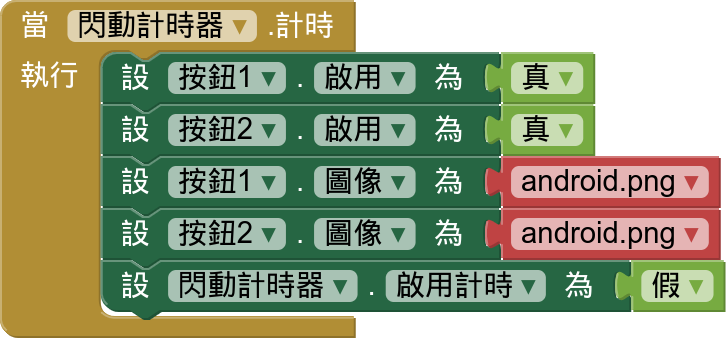 當 閃動計時器 .計時
執行 設 按鈕1 . 啟用 為 真
設 按鈕2 . 啟用 為 真
設 按鈕1 . 圖像 為 android.png
設 按鈕2 . 圖像 為 android.png
設 閃動計時器 . 啟用計時 為 假